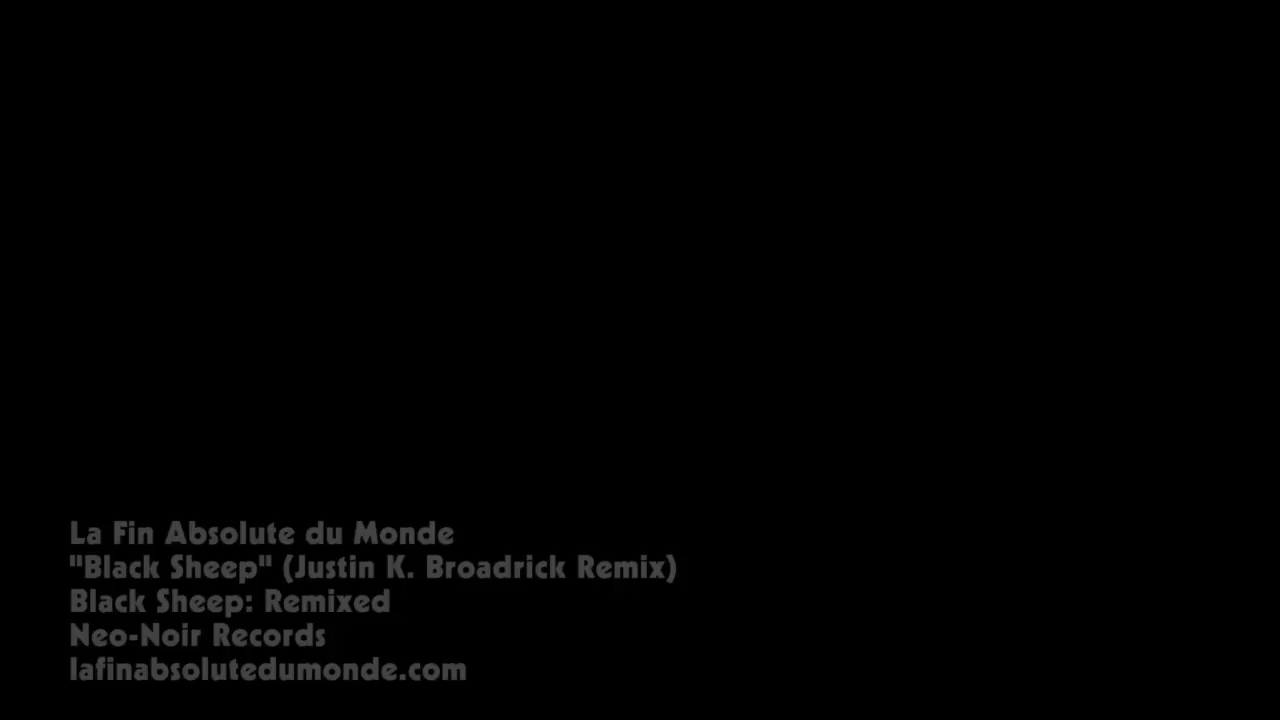 La Fin Absolute du Monde
"Black Sheep" (Justin K. Broadrick Remix)
Black Sheep: Remixed
Neo-Noir Records
lafinabsolutedumonde.com